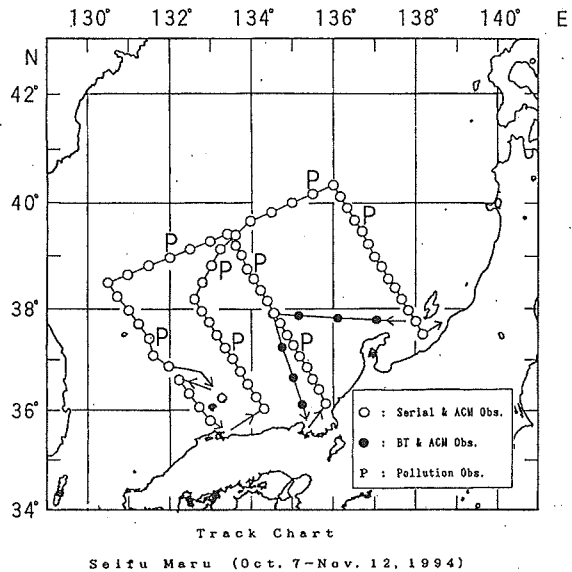 130° 132° 134° 136° 138° 140° E
N
42°
40°
38°
36°
34°
P
P
P
P
P
P
P
P
○ : Serial & ACM Obs.
● : BT & ACM Obs.
P : Pollution Obs.
Track Chart
Seifu Maru (Oct. 7-Nov. 12, 1994)